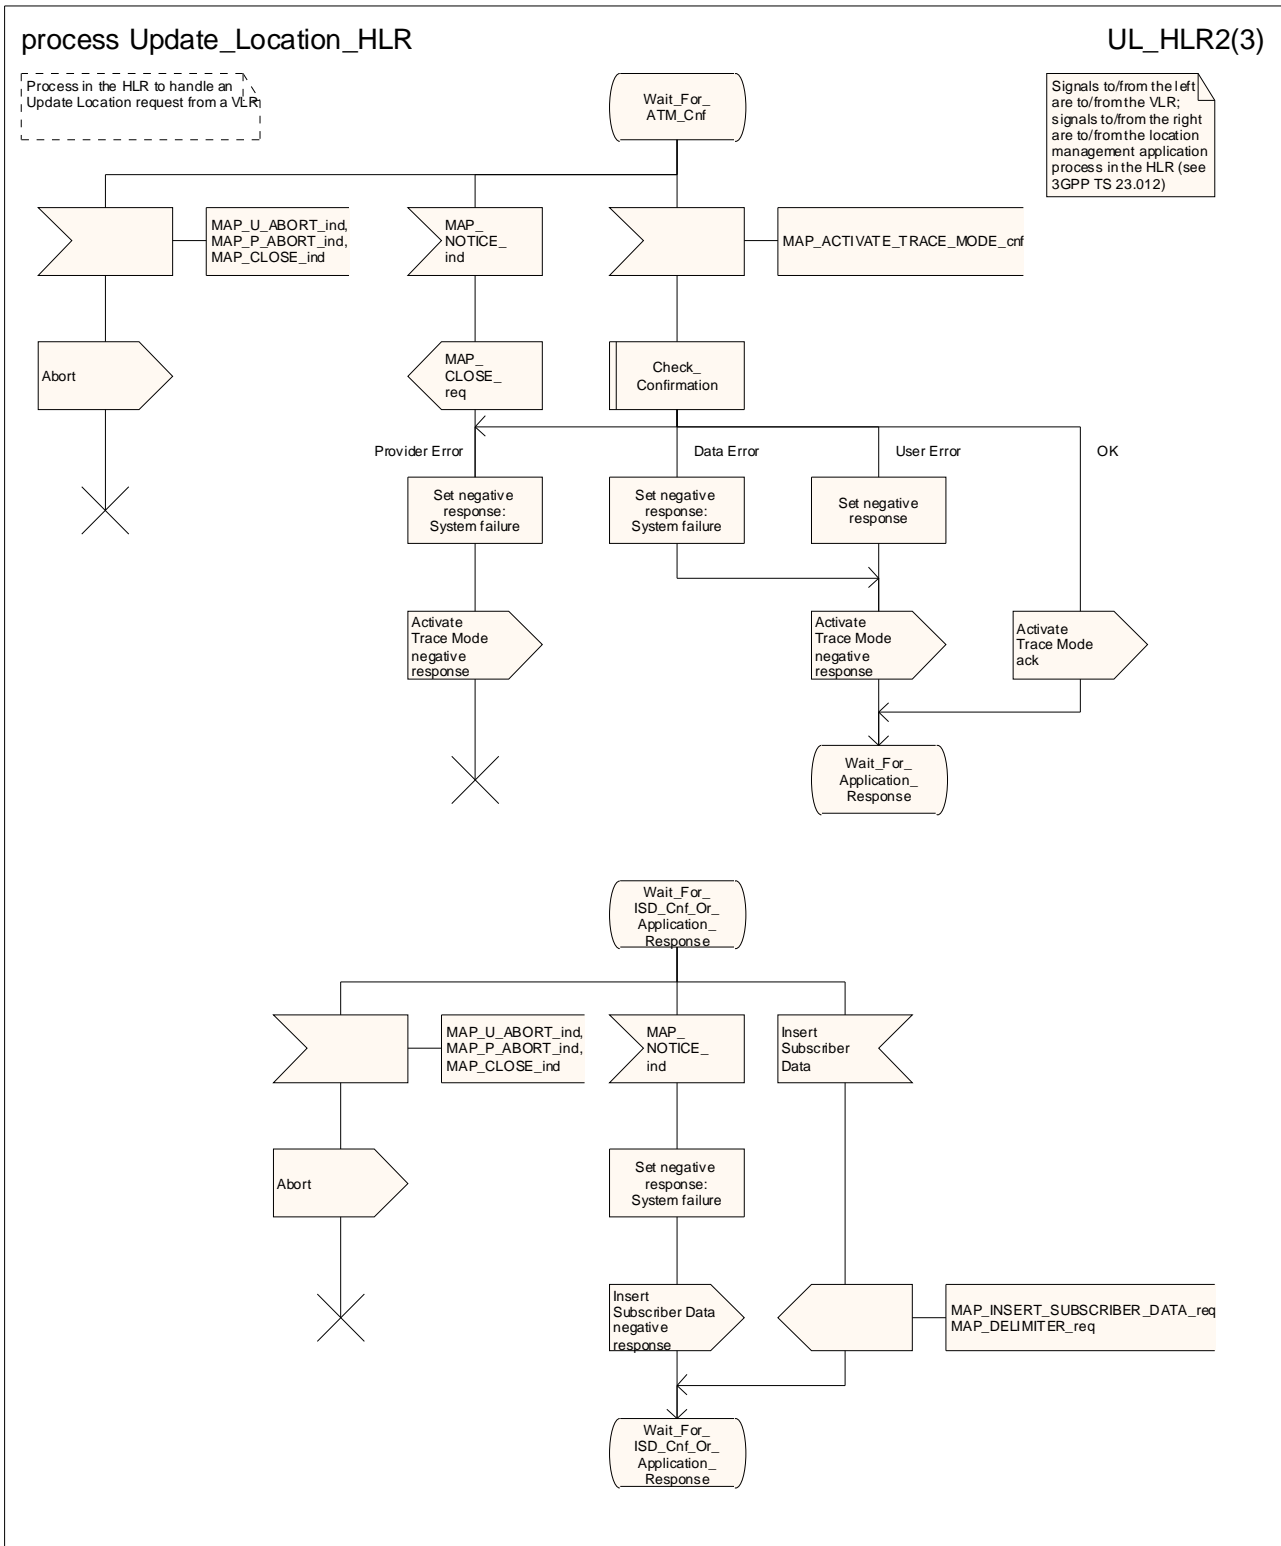 process Update_Location_HLR
UL_HLR2(3)
Process in the HLR to handle an
Update Location request from a VLR
Signals to/from the left
are to/from the VLR;
signals to/from the right
are to/from the location
management application
process in the HLR (see
3GPP TS 23.012)
Wait_For_
ATM_Cnf
MAP_U_ABORT_ind,
MAP_P_ABORT_ind,
MAP_CLOSE_ind
MAP_
NOTICE_
ind
MAP_ACTIVATE_TRACE_MODE_cnf
Abort
MAP_
CLOSE_
req
Check_
Confirmation
Provider Error
Data Error
User Error
OK
Set negative
response:
System failure
Set negative
response:
System failure
Set negative
response
Activate
Trace Mode
negative
response
Activate
Trace Mode
negative
response
Activate
Trace Mode
ack
Wait_For_
Application_
Response
Wait_For_
ISD_Cnf_Or_
Application_
Response
MAP_U_ABORT_ind,
MAP_P_ABORT_ind,
MAP_CLOSE_ind
MAP_
NOTICE_
ind
Insert
Subscriber
Data
Abort
Set negative
response:
System failure
Insert
Subscriber Data
negative
response
MAP_INSERT_SUBSCRIBER_DATA_req
MAP_DELIMITER_req
Wait_For_
ISD_Cnf_Or_
Application_
Response